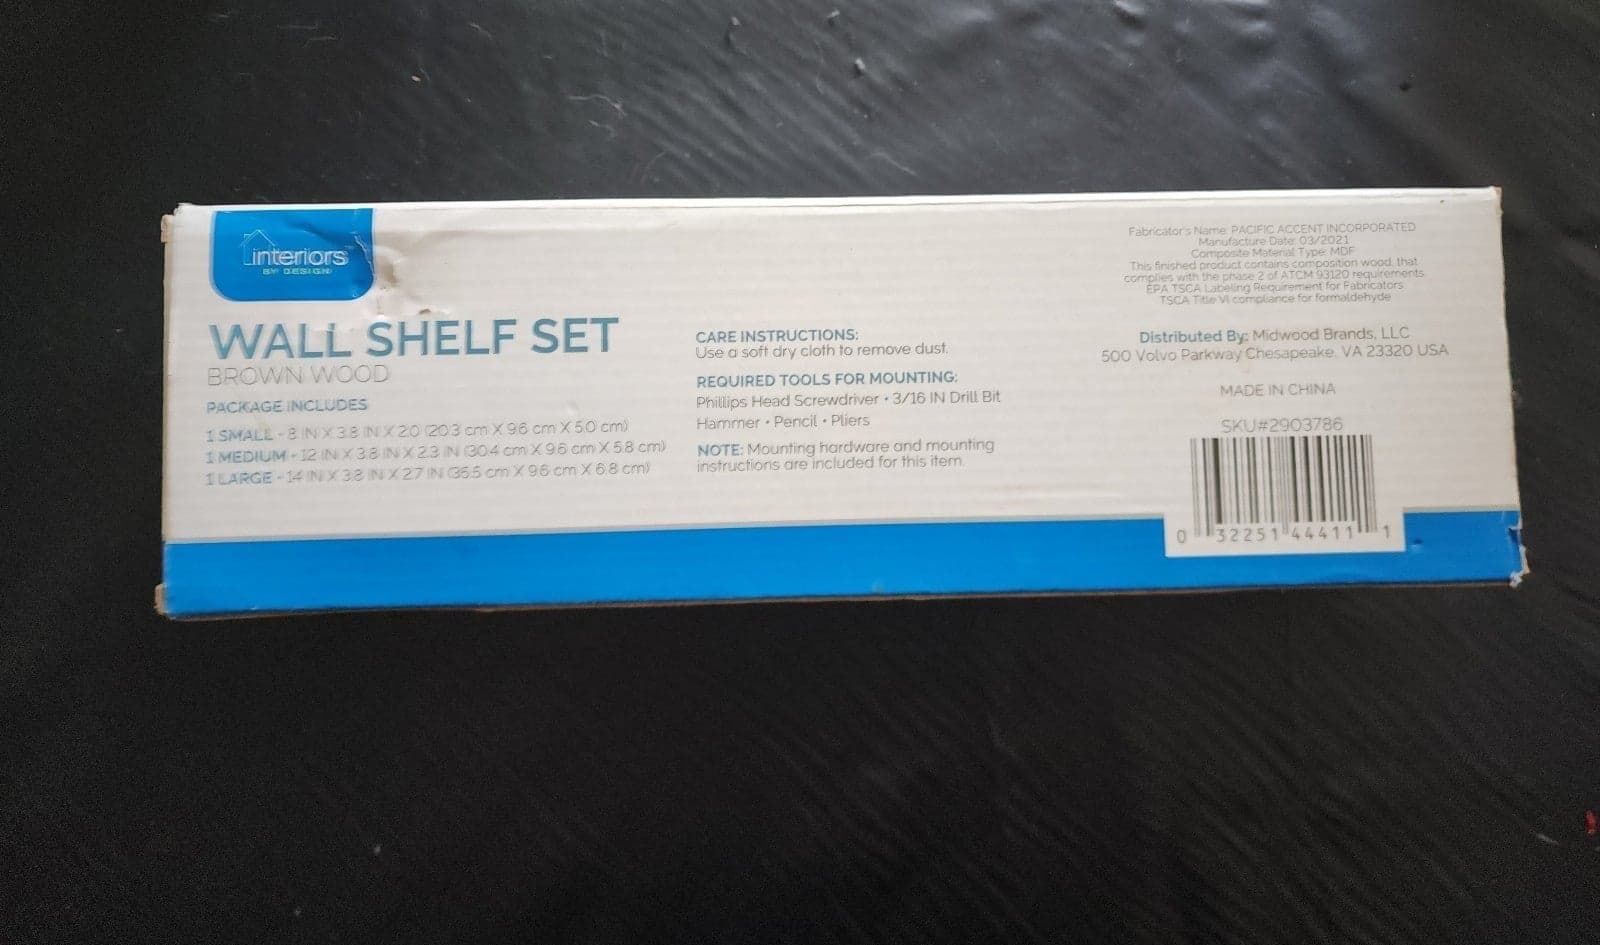 interiors
BY DESIGN
WALL SHELF SET
BROWN WOOD
PACKAGE INCLUDES
1 SMALL - 8 IN X 3.8 IN X 2.0 (20.3 cm X 9.6 cm X 5.0 cm)
1 MEDIUM - 12 IN X 3.8 IN X 2.3 IN (30.4 cm X 9.6 cm X 5.8 cm)
1 LARGE - 14 IN X 3.8 IN X 2.7 IN (35.5 cm X 9.6 cm X 6.8 cm)
CARE INSTRUCTIONS:
Use a soft dry cloth to remove dust.
REQUIRED TOOLS FOR MOUNTING:
Phillips Head Screwdriver • 3/16 IN Drill Bit
Hammer • Pencil • Pliers
NOTE: Mounting hardware and mounting
instructions are included for this item.
Fabricator's Name: PACIFIC ACCENT INCORPORATED
Manufacture Date: 03/2021
Composite Material Type: MDF
This finished product contains composition wood, that
complies with the phase 2 of ATCM 93120 requirements
EPA TSCA Labeling Requirement for Fabricators
TSCA Title VI compliance for formaldehyde
Distributed By: Midwood Brands, LLC
500 Volvo Parkway Chesapeake, VA 23320 USA
MADE IN CHINA
SKU#2903786
0 32251 44411 1